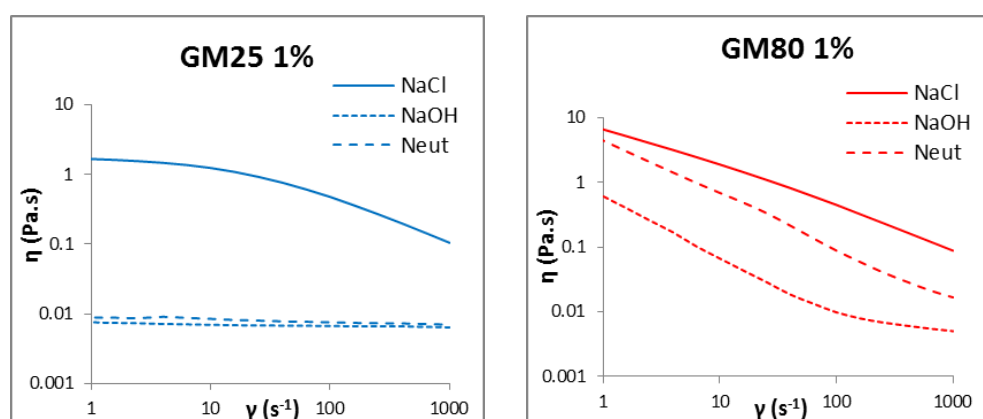 GM25 1%
NaCl
NaOH
Neut
10
1
0.1
0.01
0.001
η (Pa.s)
1
10
100
1000
γ (s⁻¹)
GM80 1%
NaCl
NaOH
Neut
10
1
0.1
0.01
0.001
η (Pa.s)
1
10
100
1000
γ (s⁻¹)